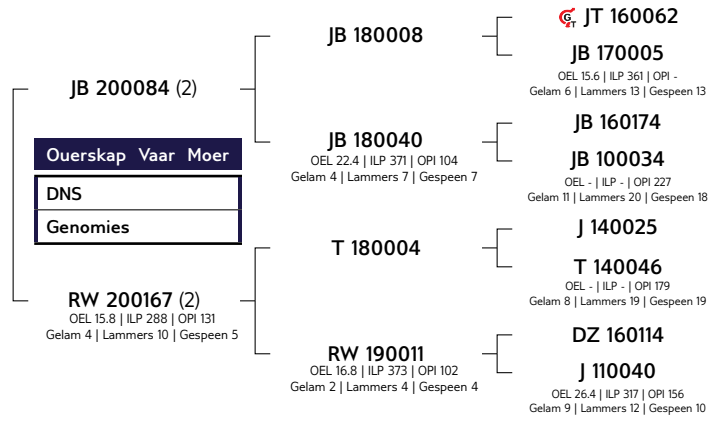 JB 200084 (2)
Ouerskap Vaar Moer
DNS
Genomies
RW 200167 (2)
OEL 15.8 | ILP 288 | OPI 131
Gelam 4 | Lammers 10 | Gespeen 5
JB 180008
JB 180040
OEL 22.4 | ILP 371 | OPI 104
Gelam 4 | Lammers 7 | Gespeen 7
T 180004
RW 190011
OEL 16.8 | ILP 373 | OPI 102
Gelam 2 | Lammers 4 | Gespeen 4
GT JT 160062
JB 170005
OEL 15.6 | ILP 361 | OPI -
Gelam 6 | Lammers 13 | Gespeen 13
JB 160174
JB 100034
OEL - | ILP - | OPI 227
Gelam 11 | Lammers 20 | Gespeen 18
J 140025
T 140046
OEL - | ILP - | OPI 179
Gelam 8 | Lammers 19 | Gespeen 19
DZ 160114
J 110040
OEL 26.4 | ILP 317 | OPI 156
Gelam 9 | Lammers 12 | Gespeen 10